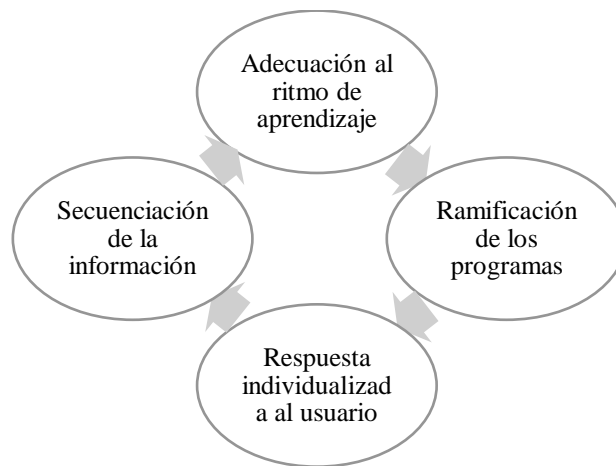 Adecuación al
ritmo de
aprendizaje
Secuenciación
de la
información
Ramificación
de los
programas
Respuesta
individualizad
a al usuario